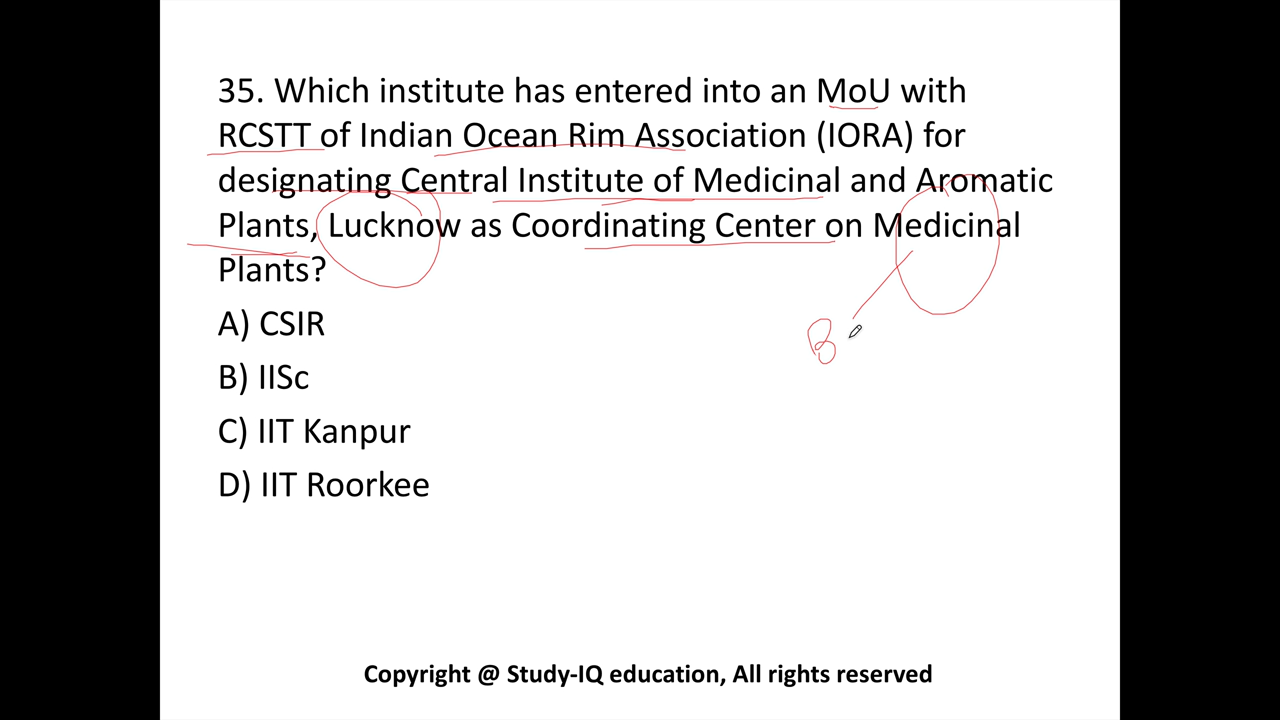 35. Which institute has entered into an MoU with
RCSTT of Indian Ocean Rim Association (IORA) for
designating Central Institute of Medicinal and Aromatic
Plants, Lucknow as Coordinating Center on Medicinal
Plants?
A) CSIR
B
B) IISc
C) IIT Kanpur
D) IIT Roorkee
Copyright @ Study-IQ education, All rights reserved